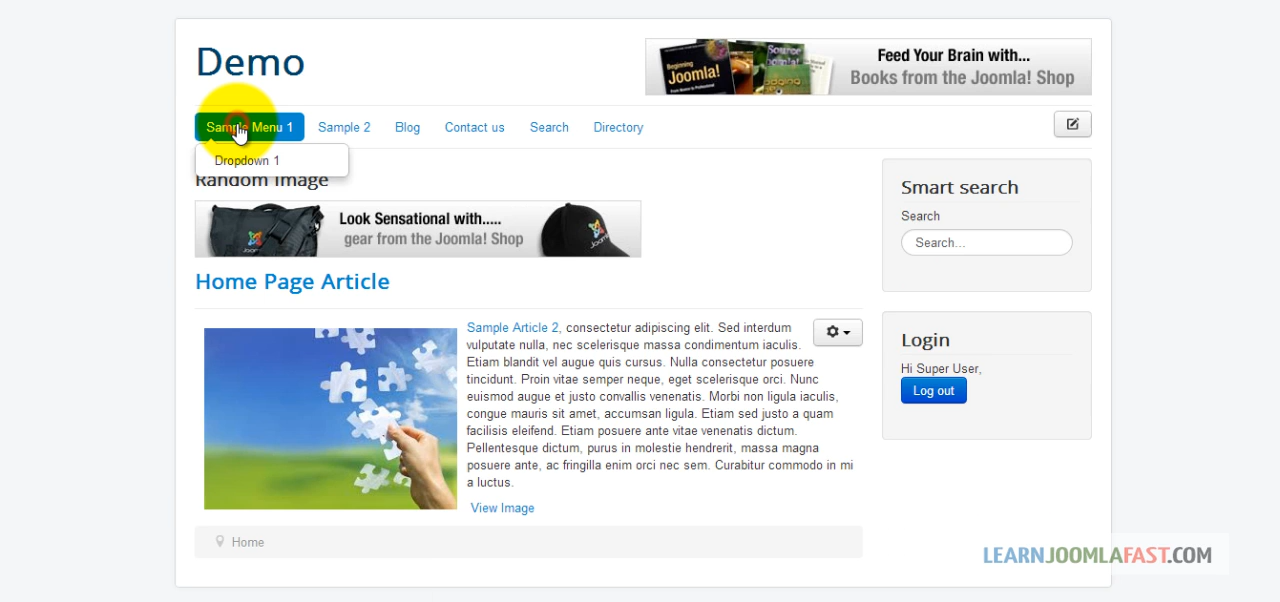 Demo
Beginning
Joomla!
Feed Your Brain with...
Books from the Joomla! Shop
Sample Menu 1
Sample 2
Blog
Contact us
Search
Directory
Dropdown 1
Random Image
Look Sensational with.....
gear from the Joomla! Shop
Home Page Article
Sample Article 2, consectetur adipiscing elit. Sed interdum
vulputate nulla, nec scelerisque massa condimentum iaculis.
Etiam blandit vel augue quis cursus. Nulla consectetur posuere
tincidunt. Proin vitae semper neque, eget scelerisque orci. Nunc
euismod augue et justo convallis venenatis. Morbi non ligula iaculis,
congue mauris sit amet, accumsan ligula. Etiam sed justo a quam
facilisis eleifend. Etiam posuere ante vitae venenatis dictum.
Pellentesque dictum, purus in molestie hendrerit, massa magna
posuere ante, ac fringilla enim orci nec sem. Curabitur commodo in mi
a luctus.
View Image
Home
Smart search
Search
Search...
Login
Hi Super User,
Log out
LEARNJOOMLAFAST.COM